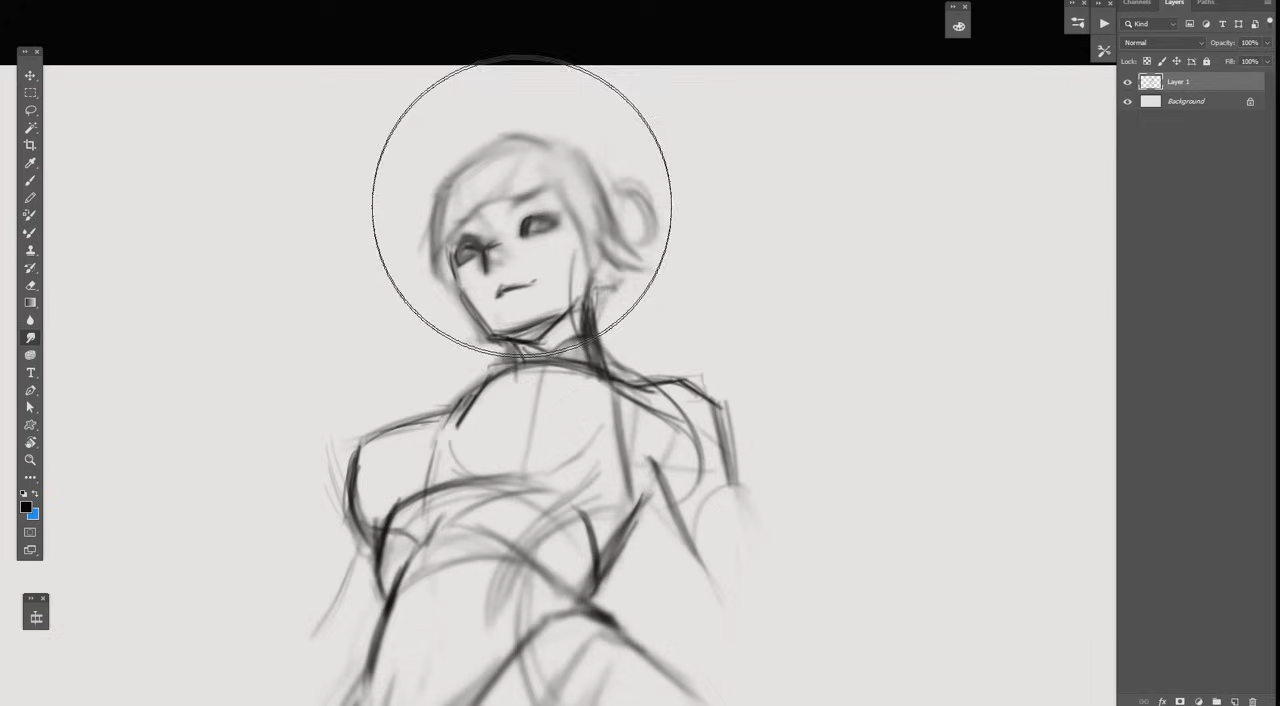 Channels Layers Paths
Kind
Normal Opacity: 100%
Lock: Fill: 100%
Layer 1
Background